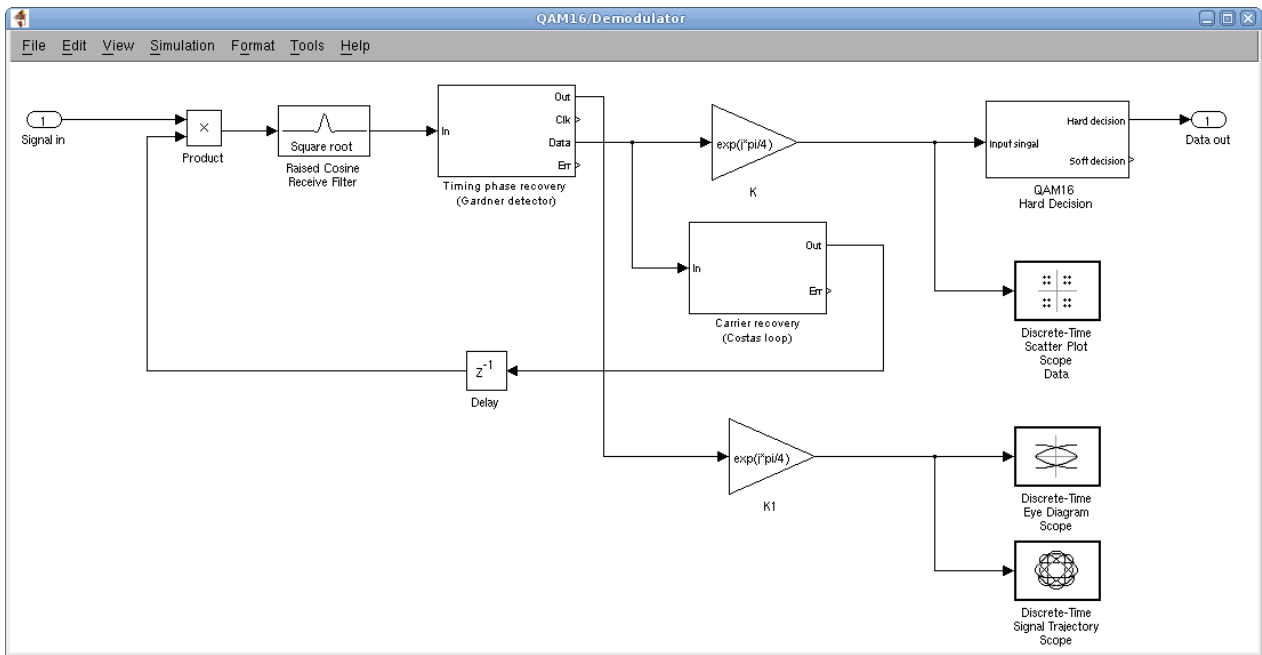 QAM16/Demodulator
File Edit View Simulation Format Tools Help
1
Signal in
×
Product
Square root
Raised Cosine
Receive Filter
In
Out
Clk
Data
Err
Timing phase recovery
(Gardner detector)
exp(j*pi/4)
K
Input singal
Hard decision
Soft decision
QAM16
Hard Decision
1
Data out
In
Out
Err
Carrier recovery
(Costas loop)
Discrete-Time
Scatter Plot
Scope
Data
z-1
Delay
exp(j*pi/4)
K1
Discrete-Time
Eye Diagram
Scope
Discrete-Time
Signal Trajectory
Scope